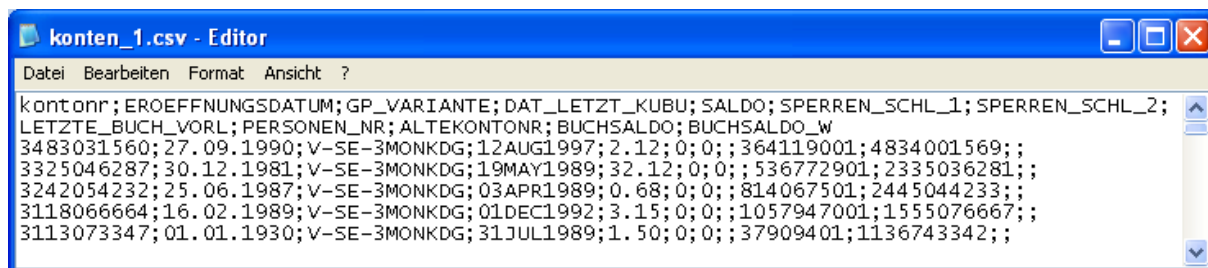 konten_1.csv - Editor
Datei Bearbeiten Format Ansicht ?
kontonr;EROEFFNUNGSDATUM;GP_VARIANTE;DAT_LETZT_KUBU;SALDO;SPERREN_SCHL_1;SPERREN_SCHL_2;
LETZTE_BUCH_VORL;PERSONEN_NR;ALTEKONTONR;BUCHSALDO;BUCHSALDO_W
3483031560;27.09.1990;V-SE-3MONKDG;12AUG1997;2.12;0;0;;364119001;4834001569;;
3325046287;30.12.1981;V-SE-3MONKDG;19MAY1989;32.12;0;0;;536772901;2335036281;;
3242054232;25.06.1987;V-SE-3MONKDG;03APR1989;0.68;0;0;;814067501;2445044233;;
3118066664;16.02.1989;V-SE-3MONKDG;01DEC1992;3.15;0;0;;1057947001;1555076667;;
3113073347;01.01.1930;V-SE-3MONKDG;31JUL1989;1.50;0;0;;37909401;1136743342;;